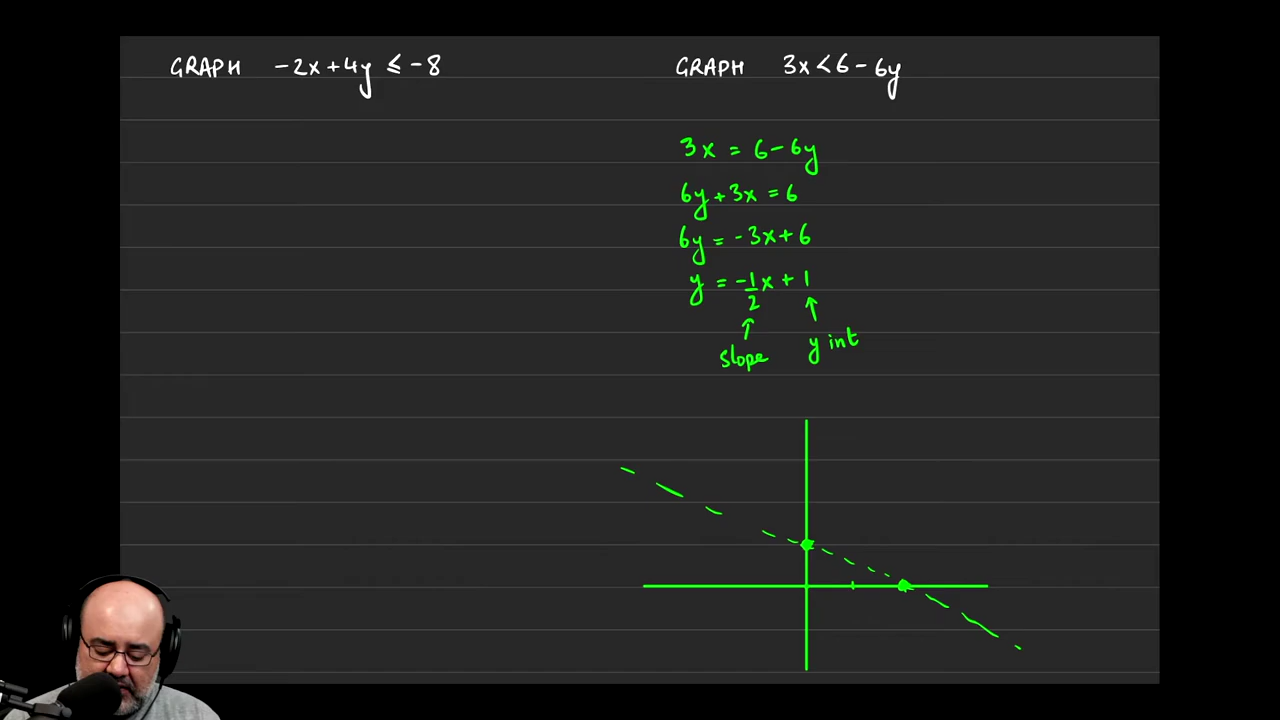 GRAPH -2x+4y ≤ -8
GRAPH 3x<6-6y
3x = 6-6y
6y+3x=6
6y = -3x+6
y = -1/2 x + 1
slope
y int